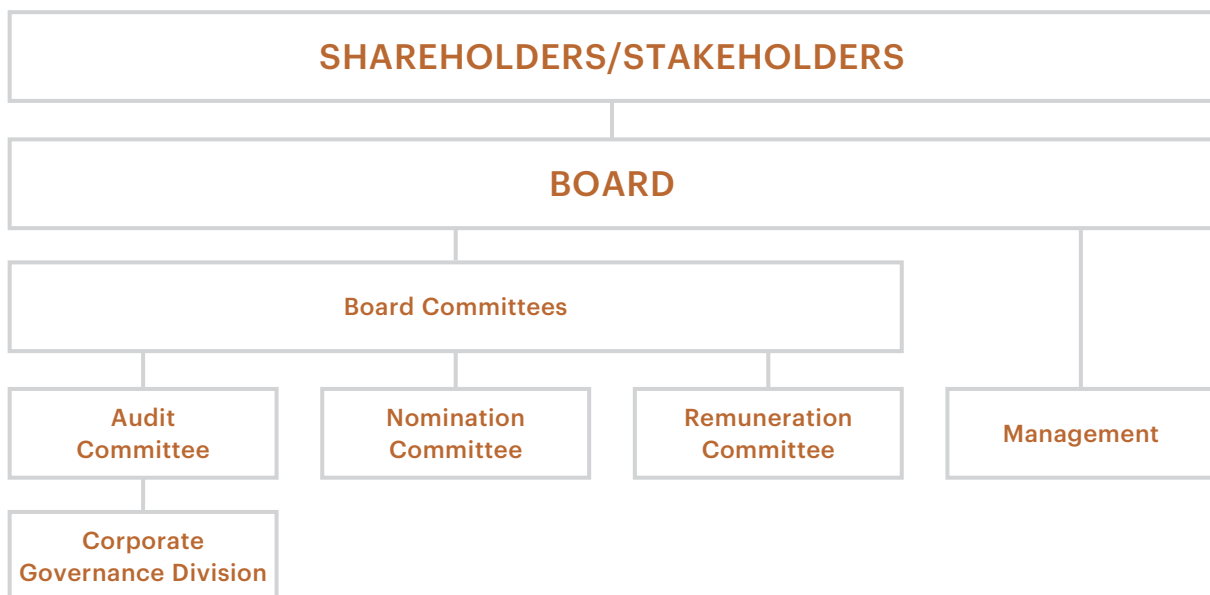 SHAREHOLDERS/STAKEHOLDERS
BOARD
Board Committees
Audit
Committee
Nomination
Committee
Remuneration
Committee
Management
Corporate
Governance Division